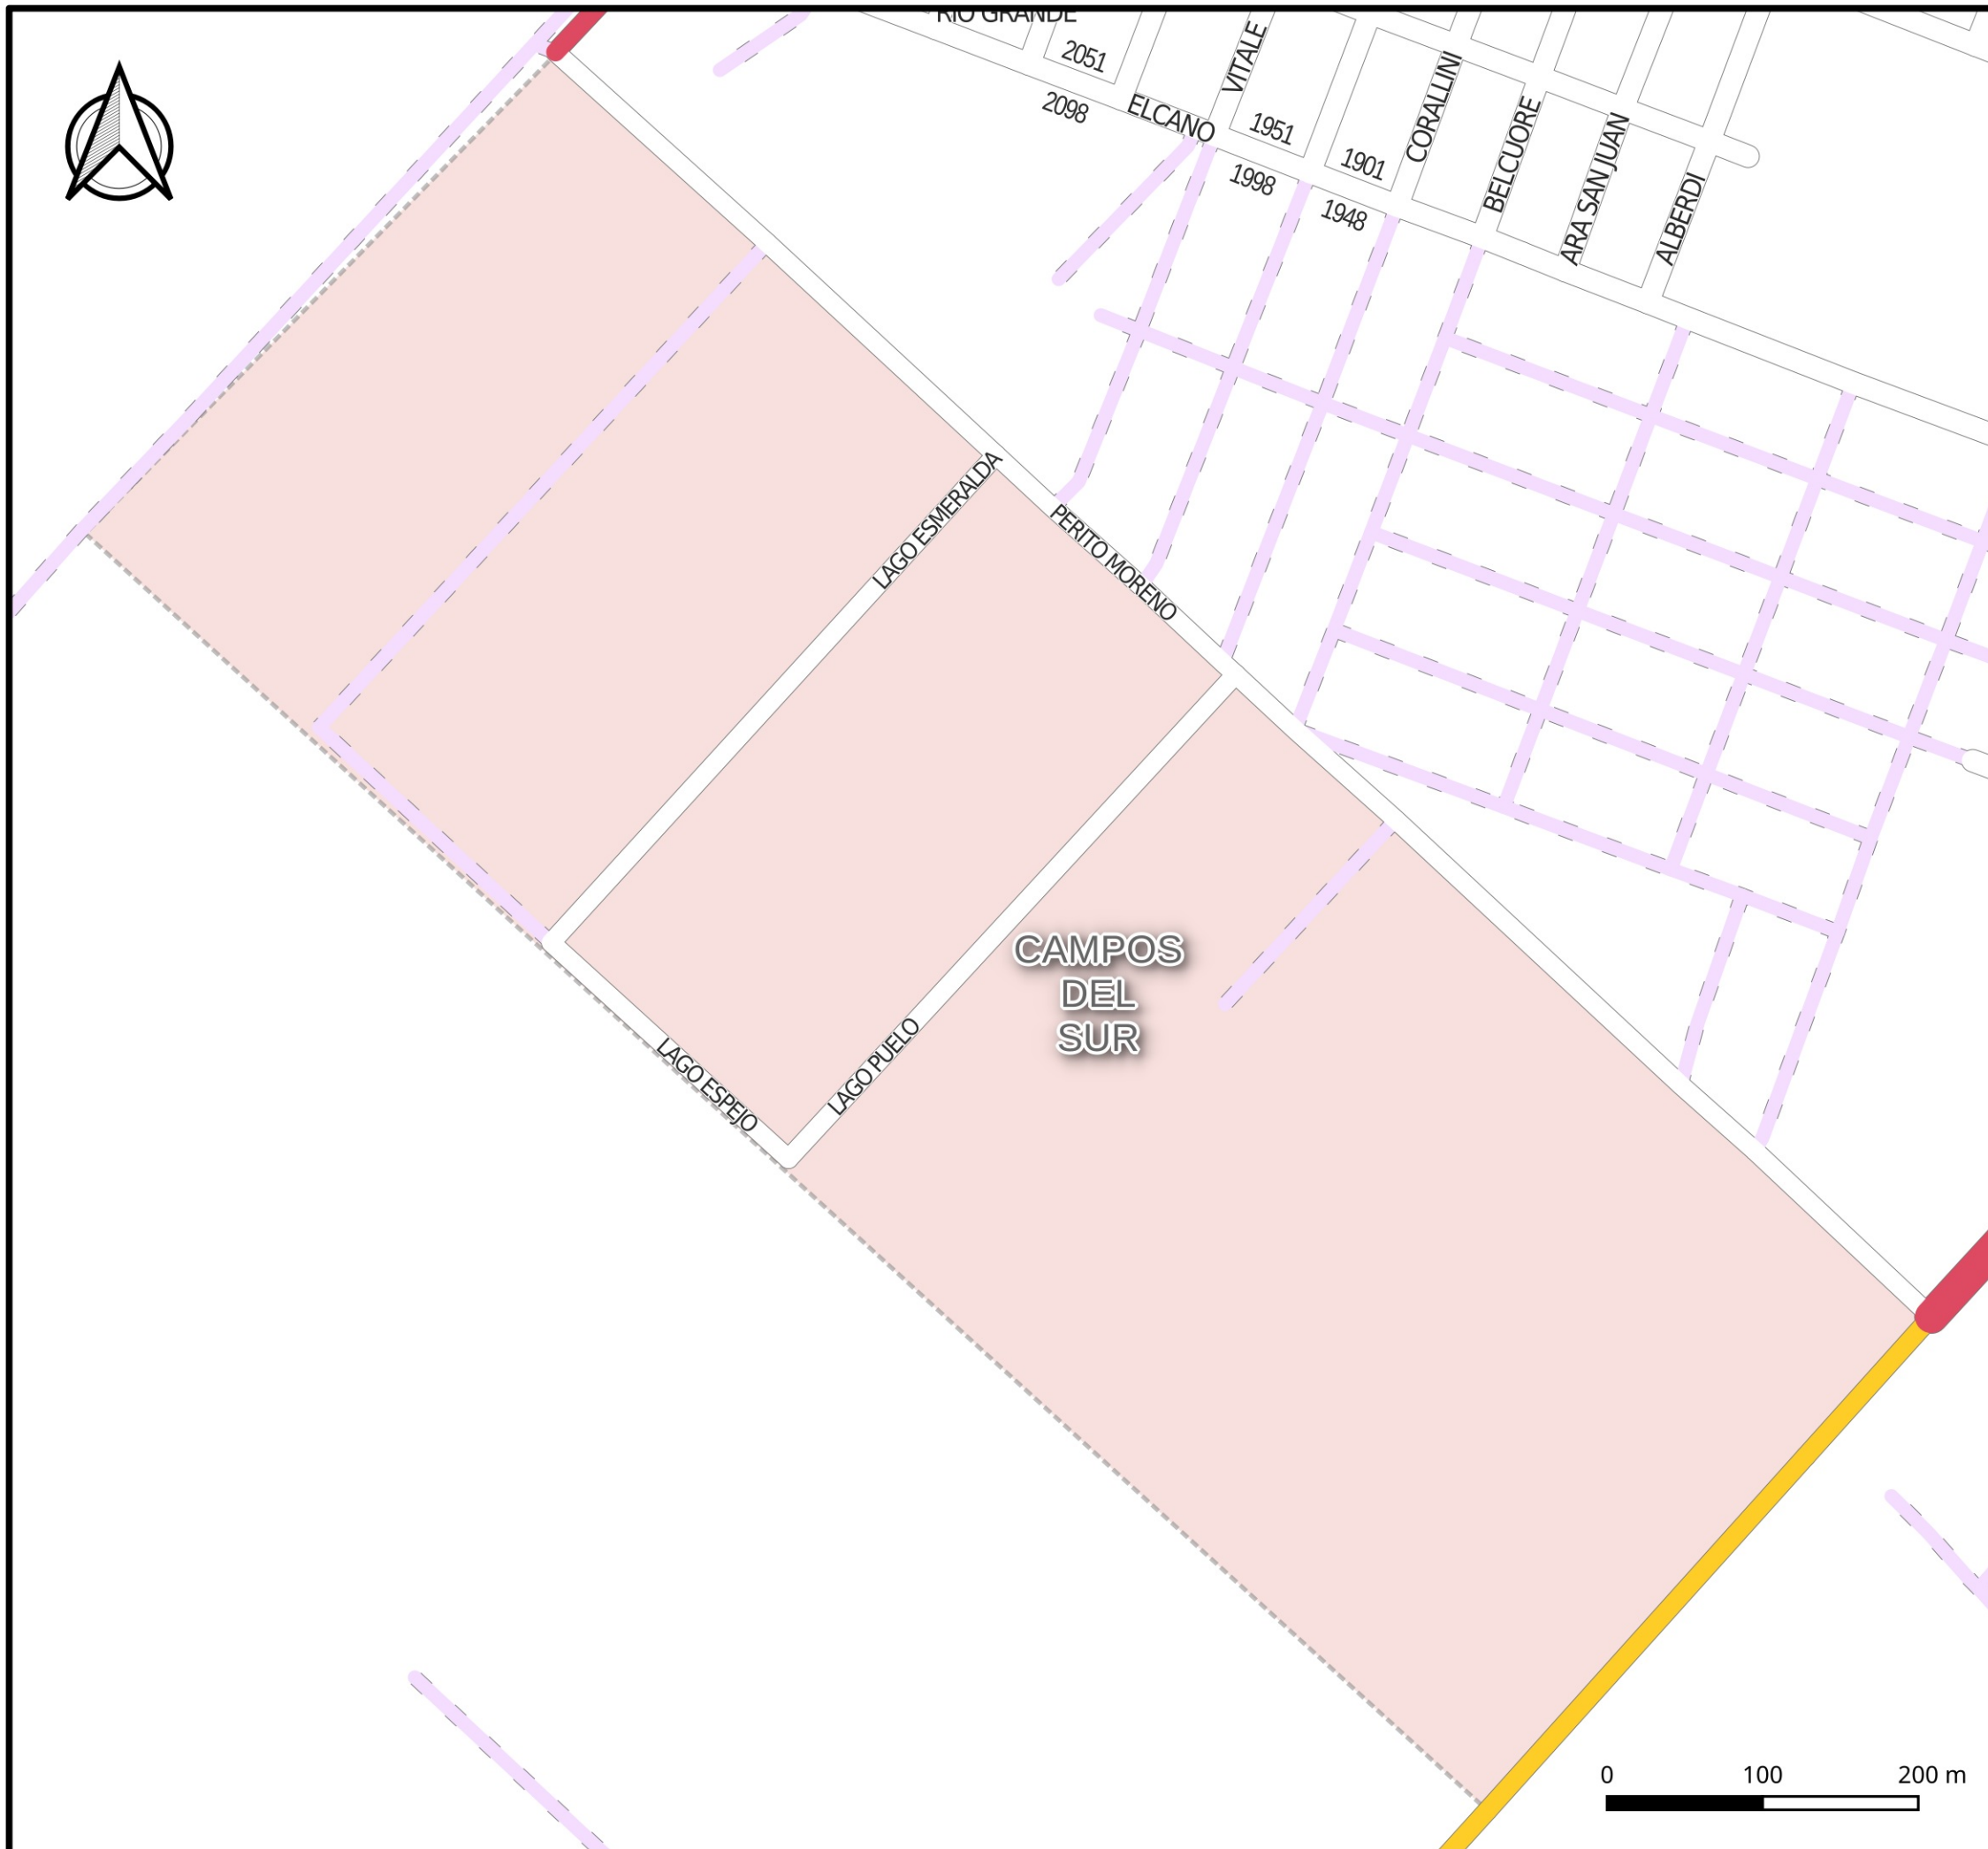 RIO GRANDE
2051
2098
ELCANO
VITALE
1951
1998
1901
1948
CORALLINI
BELCUORE
ARA SAN JUAN
ALBERDI
LAGO ESMERALDA
PERITO MORENO
CAMPOS
DEL
SUR
LAGO PUELO
LAGO ESPEJO
0 100 200 m